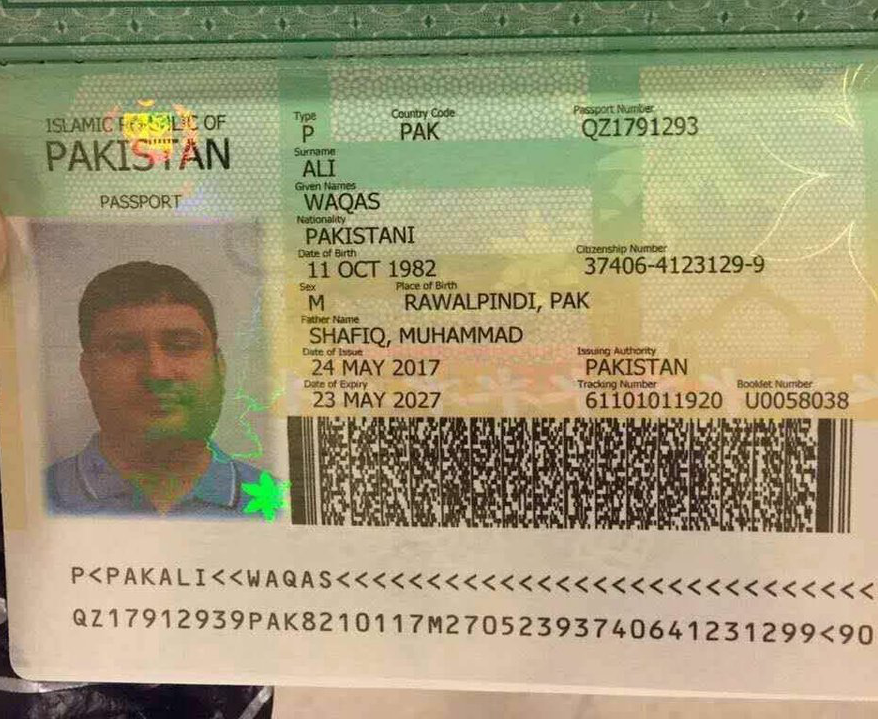 ISLAMIC REPUBLIC OF
PAKISTAN
PASSPORT
Type Country Code Passport Number
P PAK QZ1791293
Surname
ALI
Given Names
WAQAS
Nationality
PAKISTANI
Date of Birth Citizenship Number
11 OCT 1982 37406-4123129-9
Sex Place of Birth
M RAWALPINDI, PAK
Father Name
SHAFIQ, MUHAMMAD
Date of Issue Issuing Authority
24 MAY 2017 PAKISTAN
Date of Expiry Tracking Number Booklet Number
23 MAY 2027 61101011920 U0058038
P<PAKALI<<WAQAS<<<<<<<<<<<<<<<<<<<<<<<<<<<<<
QZ17912939PAK8210117M27052393740641231299<90